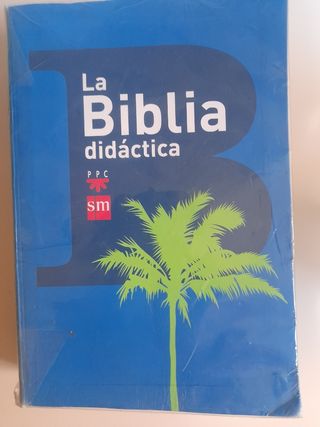 La
Biblia
didáctica
PPC
sm
B